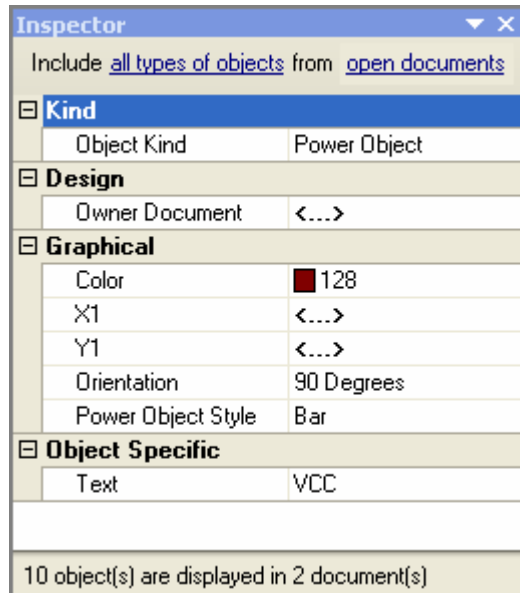 Inspector
Include all types of objects from open documents
Kind
Object Kind Power Object
Design
Owner Document <...>
Graphical
Color 128
X1 <...>
Y1 <...>
Orientation 90 Degrees
Power Object Style Bar
Object Specific
Text VCC
10 object(s) are displayed in 2 document(s)